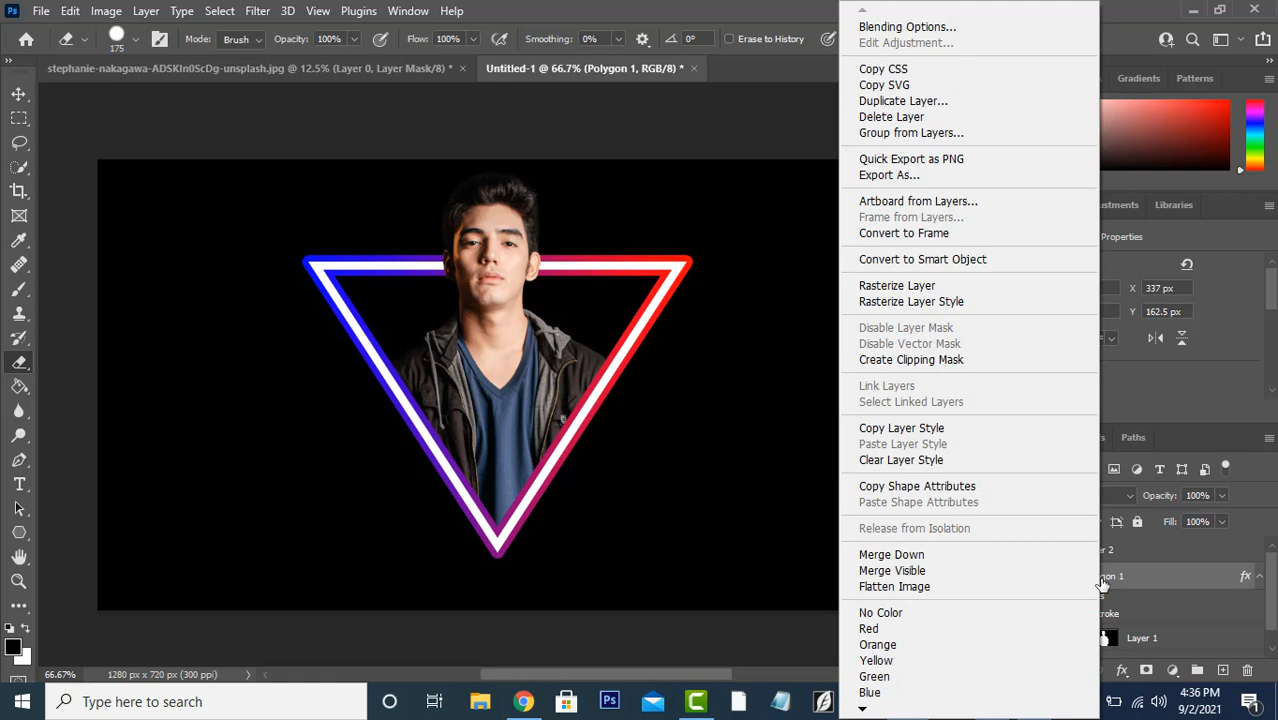 File Edit Image Layer Type Select Filter 3D View Plugins Window Help
175 Mode: Brush Opacity: 100% Flow: 100% Smoothing: 0% 0° Erase to History
stephanie-nakagawa-ADSKIn0ScDg-unsplash.jpg @ 12.5% (Layer 0, Layer Mask/8) * × Untitled-1 @ 66.7% (Polygon 1, RGB/8) * ×
Blending Options...
Edit Adjustment...
Copy CSS
Copy SVG
Duplicate Layer...
Delete Layer
Group from Layers...
Quick Export as PNG
Export As...
Artboard from Layers...
Frame from Layers...
Convert to Frame
Convert to Smart Object
Rasterize Layer
Rasterize Layer Style
Disable Layer Mask
Disable Vector Mask
Create Clipping Mask
Link Layers
Select Linked Layers
Copy Layer Style
Paste Layer Style
Clear Layer Style
Copy Shape Attributes
Paste Shape Attributes
Release from Isolation
Merge Down
Merge Visible
Flatten Image
No Color
Red
Orange
Yellow
Green
Blue
Gradients Patterns
Libraries
Properties
X 337 px
Y 162.5 px
Paths
Opacity: 100%
Fill: 100%
fx
Layer 1
66.67% 1280 px x 720 px (300 ppi)
Type here to search
Ps
4:36 PM
9/2/2021
1